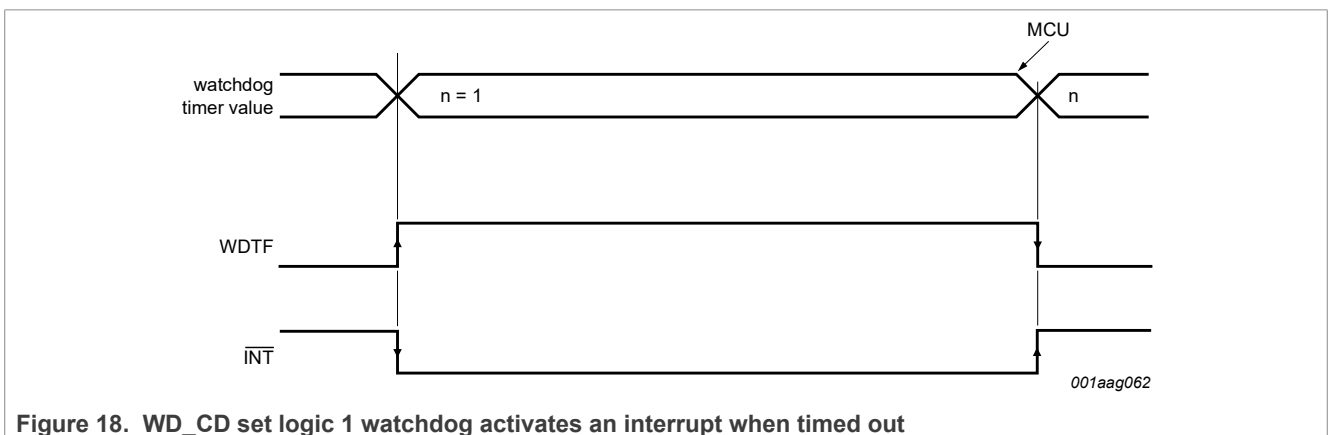 MCU
watchdog
timer value
n = 1
n
WDTF
INT
001aag062
Figure 18. WD_CD set logic 1 watchdog activates an interrupt when timed out